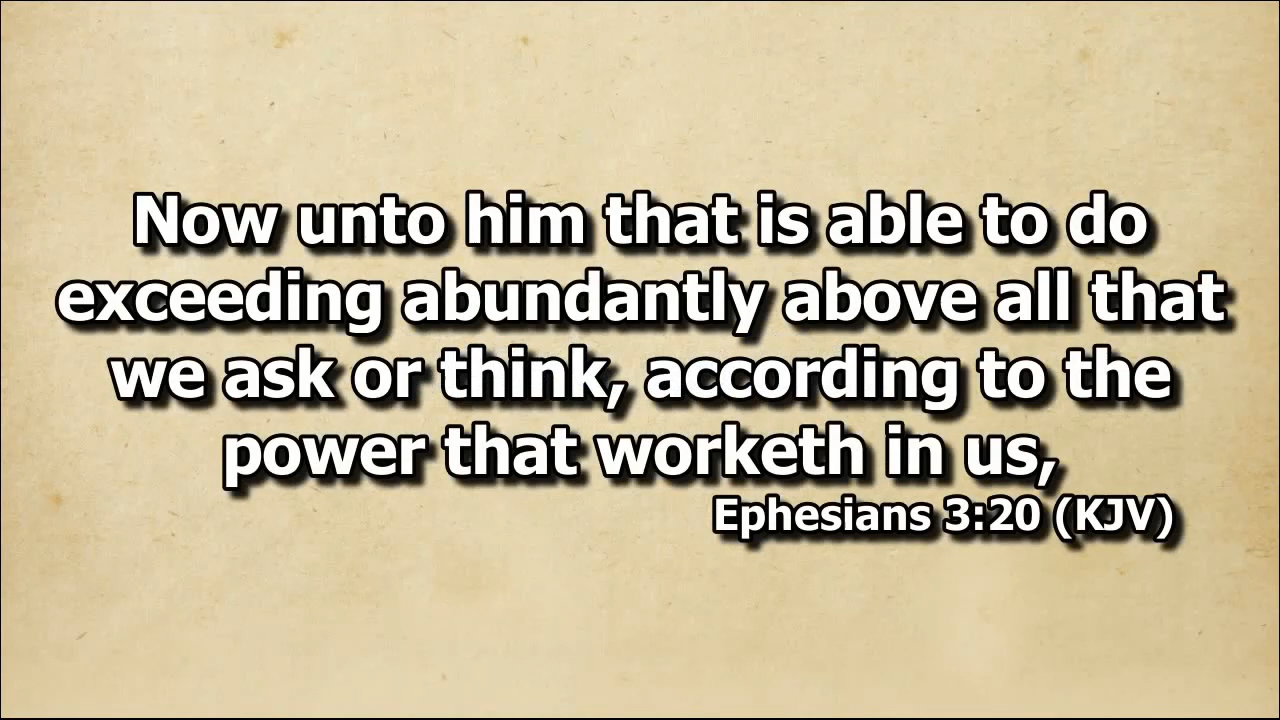 Now unto him that is able to do
exceeding abundantly above all that
we ask or think, according to the
power that worketh in us,
Ephesians 3:20 (KJV)